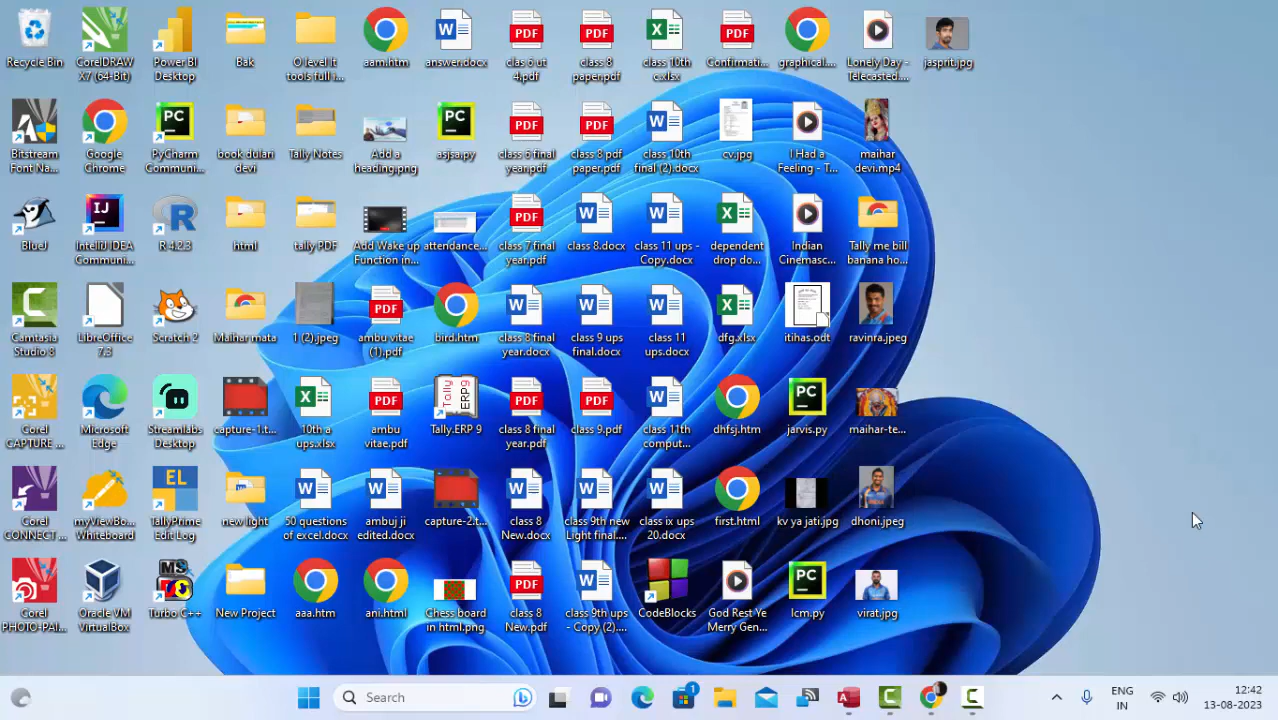 Recycle Bin
CorelDRAW
X7 (64-Bit)
Power BI
Desktop
Bak
O level it
tools full i...
aam.htm
answer.docx
clas 6 ut
4.pdf
class 8
paper.pdf
class 10th
c.xlsx
Confirmati...
graphical....
Lonely Day -
Telecasted....
jasprit.jpg
Bitstream
Font Na...
Google
Chrome
PyCharm
Communi...
book dulari
devi
Tally Notes
Add a
heading.png
asjsa.py
class 6 final
year.pdf
class 8 pdf
paper.pdf
class 10th
final (2).docx
cv.jpg
I Had a
Feeling - T...
maihar
devi.mp4
BlueJ
IntelliJ IDEA
Communi...
R 4.2.3
html
tally PDF
Add Wake up
Function in...
attendance...
class 7 final
year.pdf
class 8.docx
class 11 ups -
Copy.docx
dependent
drop do...
Indian
Cinemasc...
Tally me bill
banana ho...
Camtasia
Studio 8
LibreOffice
7.3
Scratch 2
Maihar mata
1 (2).jpeg
ambu vitae
(1).pdf
bird.htm
class 8 final
year.docx
class 9 ups
final.docx
class 11
ups.docx
dfg.xlsx
itihas.odt
ravinra.jpeg
Corel
CAPTURE ...
Microsoft
Edge
Streamlabs
Desktop
capture-1.t...
10th a
ups.xlsx
ambu
vitae.pdf
Tally.ERP 9
class 8 final
year.pdf
class 9.pdf
class 11th
comput...
dhfsj.htm
jarvis.py
maihar-te...
Corel
CONNECT ...
myViewBo...
Whiteboard
TallyPrime
Edit Log
new light
50 questions
of excel.docx
ambuj ji
edited.docx
capture-2.t...
class 8
New.docx
class 9th new
Light final....
class ix ups
20.docx
first.html
kv ya jati.jpg
dhoni.jpeg
Corel
PHOTO-PAI...
Oracle VM
VirtualBox
Turbo C++
New Project
aaa.htm
ani.html
Chess board
in html.png
class 8
New.pdf
class 9th ups
- Copy (2)....
CodeBlocks
God Rest Ye
Merry Gen...
lcm.py
virat.jpg
Search
1
ENG
IN
12:42
13-08-2023